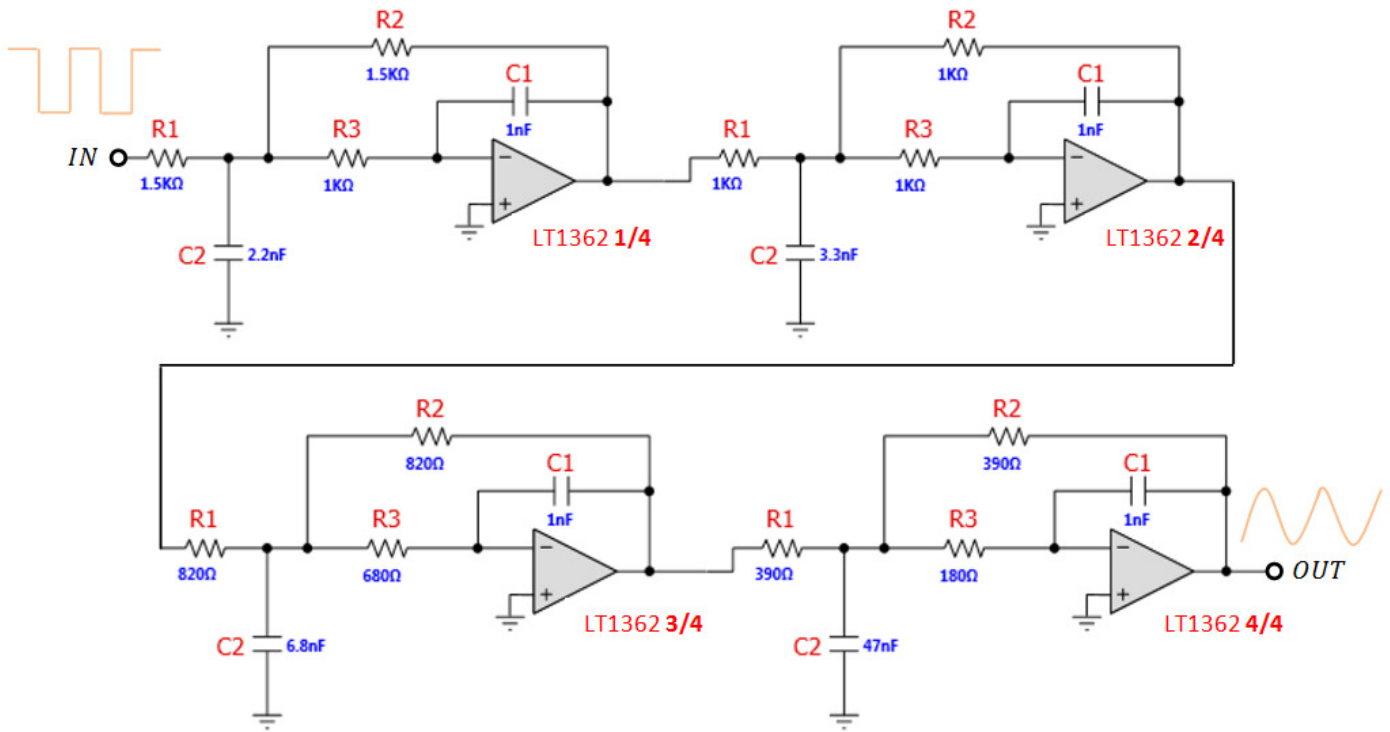 R2
1.5KΩ
C1
1nF
R1
1.5KΩ
R3
1KΩ
IN
−
+
LT1362 1/4
C2
2.2nF
R2
1KΩ
C1
1nF
R1
1KΩ
R3
1KΩ
−
+
LT1362 2/4
C2
3.3nF
R2
820Ω
C1
1nF
R1
820Ω
R3
680Ω
−
+
LT1362 3/4
C2
6.8nF
R2
390Ω
C1
1nF
R1
390Ω
R3
180Ω
−
+
OUT
LT1362 4/4
C2
47nF